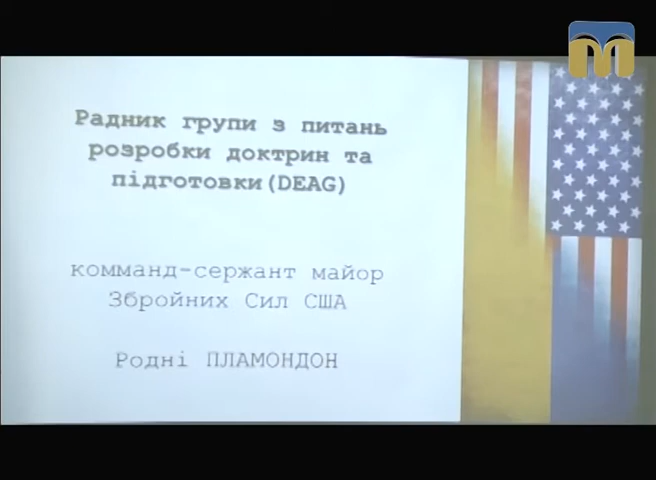 Радник групи з питань
розробки доктрин та
підготовки(DEAG)
комманд-сержант майор
Збройних Сил США
Родні ПЛАМОНДОН